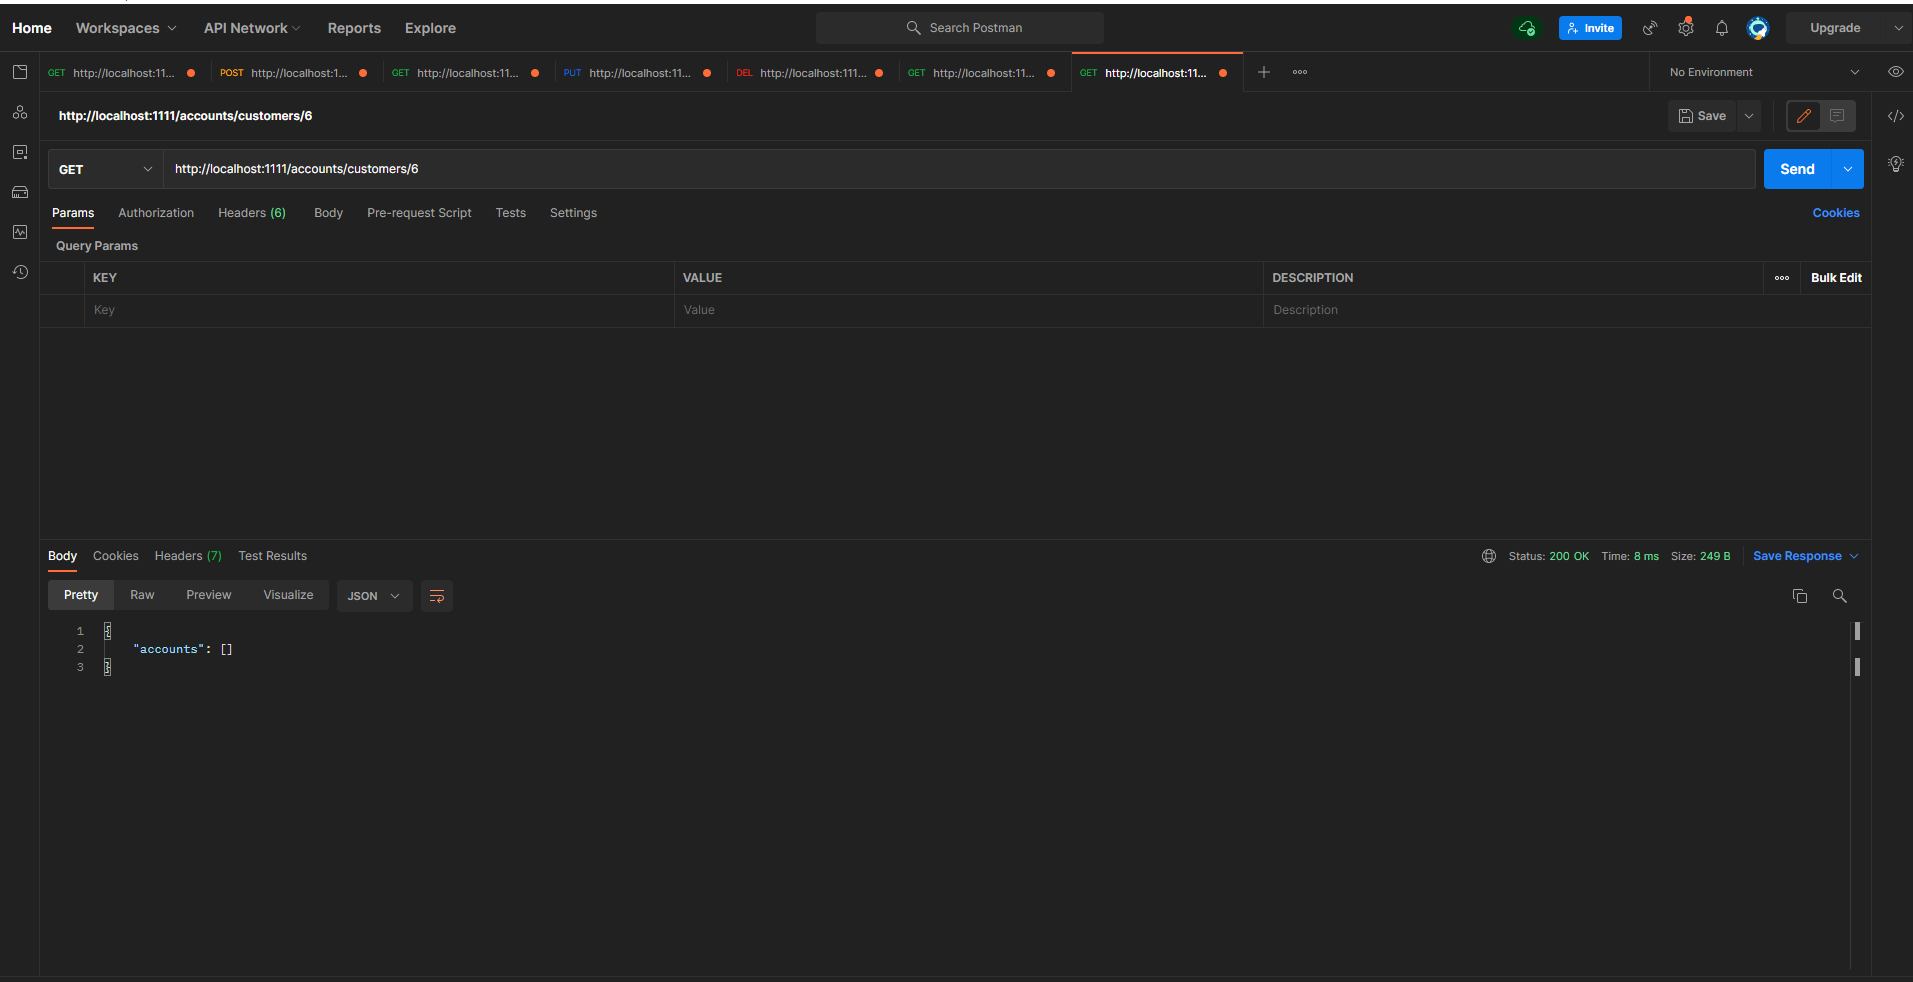 Home Workspaces API Network Reports Explore Search Postman Invite Upgrade
GET http://localhost:11... POST http://localhost:1... GET http://localhost:11... PUT http://localhost:11... DEL http://localhost:111... GET http://localhost:11... GET http://localhost:11... No Environment
http://localhost:1111/accounts/customers/6 Save
GET http://localhost:1111/accounts/customers/6 Send
Params Authorization Headers (6) Body Pre-request Script Tests Settings Cookies
Query Params
KEY VALUE DESCRIPTION Bulk Edit
Key Value Description
Body Cookies Headers (7) Test Results Status: 200 OK Time: 8 ms Size: 249 B Save Response
Pretty Raw Preview Visualize JSON
1 {
2 "accounts": []
3 }